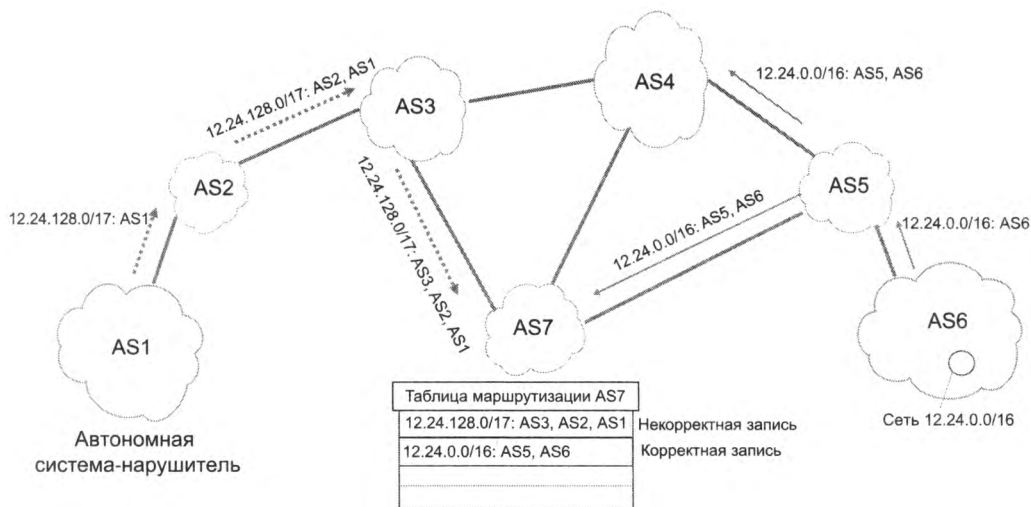 12.24.128.0/17: AS2, AS1
AS3
AS4
12.24.0.0/16: AS5, AS6
AS2
12.24.128.0/17: AS1
12.24.128.0/17: AS3, AS2, AS1
12.24.0.0/16: AS5, AS6
AS5
12.24.0.0/16: AS6
AS1
AS7
AS6
Сеть 12.24.0.0/16
Автономная
система-нарушитель
Таблица маршрутизации AS7
12.24.128.0/17: AS3, AS2, AS1
Некорректная запись
12.24.0.0/16: AS5, AS6
Корректная запись